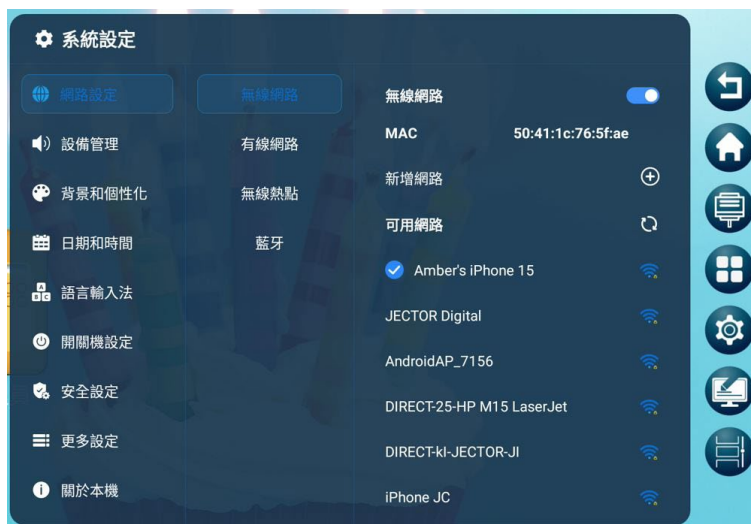 系統設定
網路設定
設備管理
背景和個性化
日期和時間
語言輸入法
開關機設定
安全設定
更多設定
關於本機
無線網路
有線網路
無線熱點
藍牙
無線網路
MAC 50:41:1c:76:5f:ae
新增網路
可用網路
Amber's iPhone 15
JECTOR Digital
AndroidAP_7156
DIRECT-25-HP M15 LaserJet
DIRECT-kI-JECTOR-JI
iPhone JC